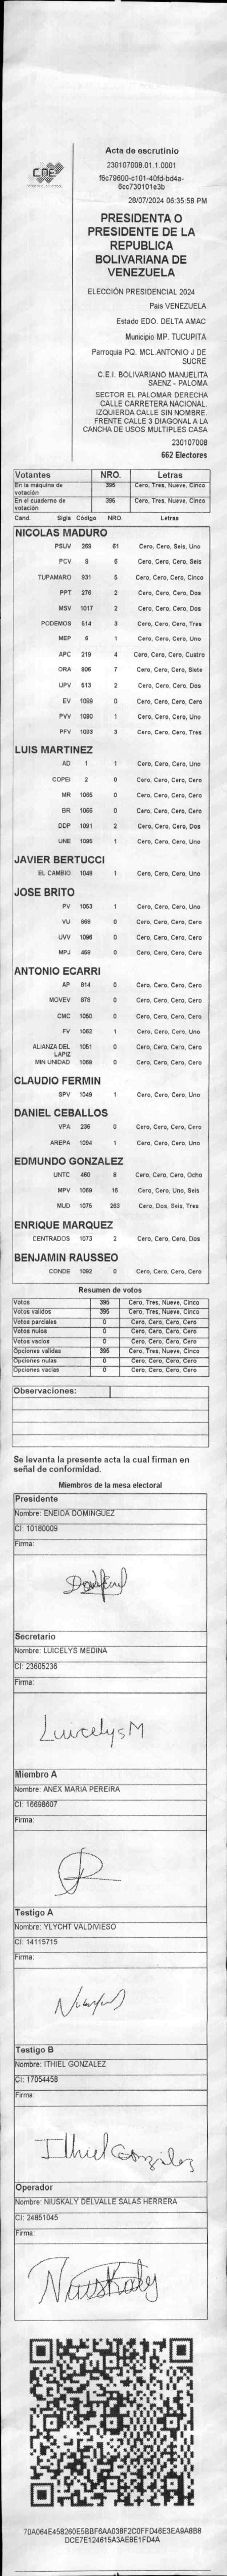 CNE
Acta de escrutinio
230107008.01.1.0001
f6c79600-c101-40fd-bd4a-
6cc730101e3b
28/07/2024 06:35:58 PM
PRESIDENTA O
PRESIDENTE DE LA
REPUBLICA
BOLIVARIANA DE
VENEZUELA
ELECCIÓN PRESIDENCIAL 2024
Pais VENEZUELA
Estado EDO. DELTA AMAC
Municipio MP. TUCUPITA
Parroquia PQ. MCL.ANTONIO J DE
SUCRE
C.E.I. BOLIVARIANO MANUELITA
SAENZ - PALOMA
SECTOR EL PALOMAR DERECHA
CALLE CARRETERA NACIONAL.
IZQUIERDA CALLE SIN NOMBRE.
FRENTE CALLE 3 DIAGONAL A LA
CANCHA DE USOS MULTIPLES CASA
230107008
662 Electores
Votantes NRO. Letras
En la máquina de votación 395 Cero, Tres, Nueve, Cinco
En el cuaderno de votación 395 Cero, Tres, Nueve, Cinco
Cand. Sigla Código NRO. Letras
NICOLAS MADURO
PSUV 269 61 Cero, Cero, Seis, Uno
PCV 9 6 Cero, Cero, Cero, Seis
TUPAMARO 931 5 Cero, Cero, Cero, Cinco
PPT 276 2 Cero, Cero, Cero, Dos
MSV 1017 2 Cero, Cero, Cero, Dos
PODEMOS 514 3 Cero, Cero, Cero, Tres
MEP 6 1 Cero, Cero, Cero, Uno
APC 219 4 Cero, Cero, Cero, Cuatro
ORA 906 7 Cero, Cero, Cero, Siete
UPV 513 2 Cero, Cero, Cero, Dos
EV 1089 0 Cero, Cero, Cero, Cero
PVV 1090 1 Cero, Cero, Cero, Uno
PFV 1093 3 Cero, Cero, Cero, Tres
LUIS MARTINEZ
AD 1 1 Cero, Cero, Cero, Uno
COPEI 2 0 Cero, Cero, Cero, Cero
MR 1065 0 Cero, Cero, Cero, Cero
BR 1066 0 Cero, Cero, Cero, Cero
DDP 1091 2 Cero, Cero, Cero, Dos
UNE 1095 1 Cero, Cero, Cero, Uno
JAVIER BERTUCCI
EL CAMBIO 1048 1 Cero, Cero, Cero, Uno
JOSE BRITO
PV 1053 1 Cero, Cero, Cero, Uno
VU 868 0 Cero, Cero, Cero, Cero
UVV 1096 0 Cero, Cero, Cero, Cero
MPJ 458 0 Cero, Cero, Cero, Cero
ANTONIO ECARRI
AP 814 0 Cero, Cero, Cero, Cero
MOVEV 878 0 Cero, Cero, Cero, Cero
CMC 1050 0 Cero, Cero, Cero, Cero
FV 1062 1 Cero, Cero, Cero, Uno
ALIANZA DEL LAPIZ 1051 0 Cero, Cero, Cero, Cero
MIN UNIDAD 1068 0 Cero, Cero, Cero, Cero
CLAUDIO FERMIN
SPV 1049 1 Cero, Cero, Cero, Uno
DANIEL CEBALLOS
VPA 236 0 Cero, Cero, Cero, Cero
AREPA 1094 1 Cero, Cero, Cero, Uno
EDMUNDO GONZALEZ
UNTC 460 8 Cero, Cero, Cero, Ocho
MPV 1069 16 Cero, Cero, Uno, Seis
MUD 1075 263 Cero, Dos, Seis, Tres
ENRIQUE MARQUEZ
CENTRADOS 1073 2 Cero, Cero, Cero, Dos
BENJAMIN RAUSSEO
CONDE 1092 0 Cero, Cero, Cero, Cero
Resumen de votos
Votos 395 Cero, Tres, Nueve, Cinco
Votos validos 395 Cero, Tres, Nueve, Cinco
Votos parciales 0 Cero, Cero, Cero, Cero
Votos nulos 0 Cero, Cero, Cero, Cero
Votos vacios 0 Cero, Cero, Cero, Cero
Opciones validas 395 Cero, Tres, Nueve, Cinco
Opciones nulas 0 Cero, Cero, Cero, Cero
Opciones vacias 0 Cero, Cero, Cero, Cero
Observaciones:
Se levanta la presente acta la cual firman en
señal de conformidad.
Miembros de la mesa electoral
Presidente
Nombre: ENEIDA DOMINGUEZ
CI: 10180009
Firma:
Secretario
Nombre: LUICELYS MEDINA
CI: 23605236
Firma:
Luicelys M
Miembro A
Nombre: ANEX MARIA PEREIRA
CI: 16698607
Firma:
Testigo A
Nombre: YLYCHT VALDIVIESO
CI: 14115715
Firma:
Testigo B
Nombre: ITHIEL GONZALEZ
CI: 17054458
Firma:
Ithiel González
Operador
Nombre: NIUSKALY DELVALLE SALAS HERRERA
CI: 24851045
Firma:
Niuskaly
70A064E458260E5BBF6AA03BF2C0FFD46E3EA9A8B8
DCE7E124615A3AE8E1FD4A